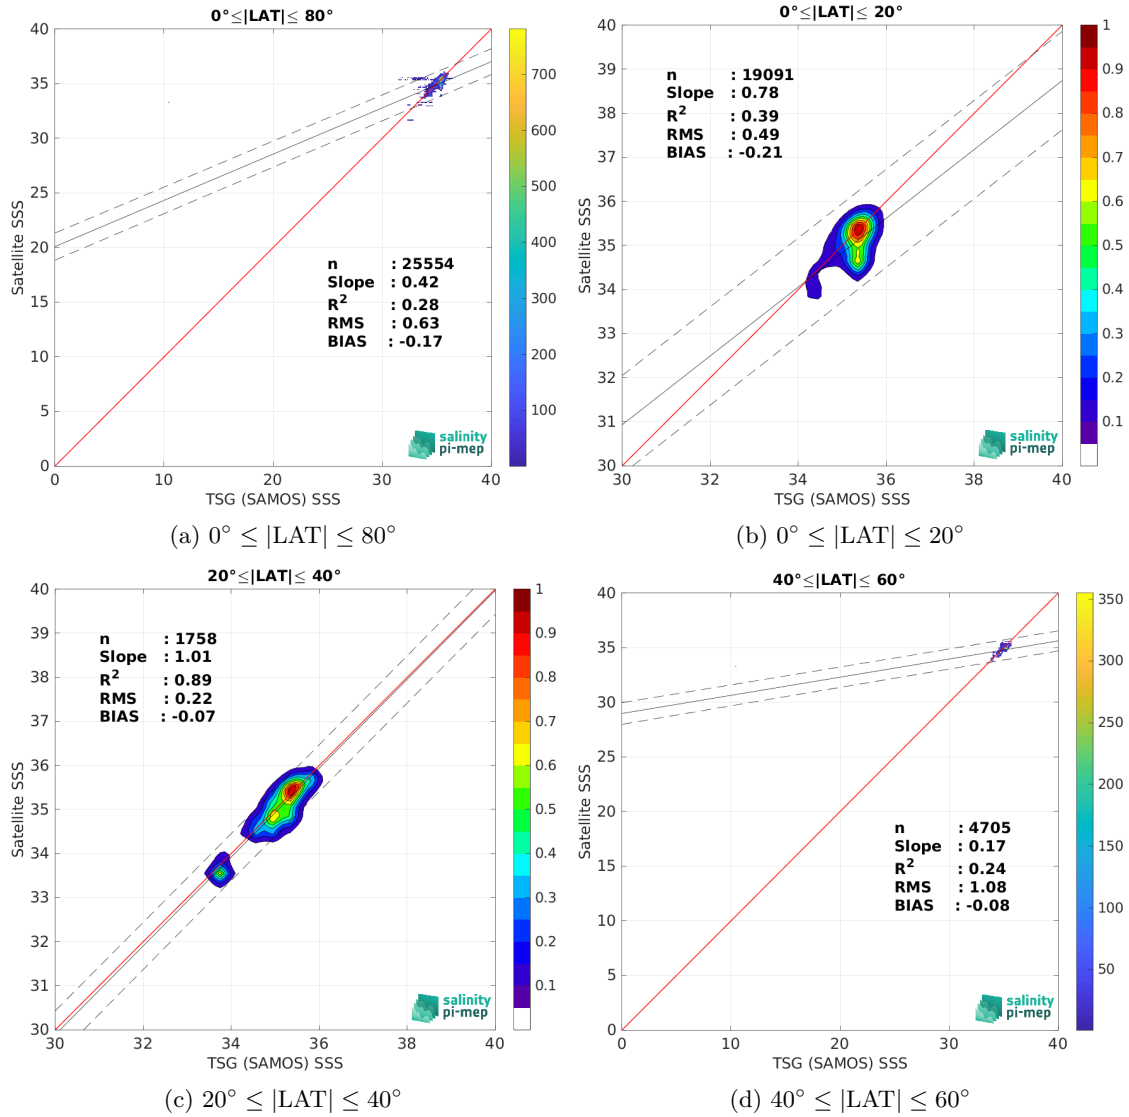 0°≤|LAT|≤ 80°
40
35
30
25
20
15
10
5
0
0
10
20
30
40
Satellite SSS
TSG (SAMOS) SSS
n : 25554
Slope : 0.42
R² : 0.28
RMS : 0.63
BIAS : -0.17
salinity
pi-mep
700
600
500
400
300
200
100
(a) 0° ≤ |LAT| ≤ 80°
0°≤|LAT|≤ 20°
40
39
38
37
36
35
34
33
32
31
30
30
32
34
36
38
40
Satellite SSS
TSG (SAMOS) SSS
n : 19091
Slope : 0.78
R² : 0.39
RMS : 0.49
BIAS : -0.21
salinity
pi-mep
1
0.9
0.8
0.7
0.6
0.5
0.4
0.3
0.2
0.1
(b) 0° ≤ |LAT| ≤ 20°
20°≤|LAT|≤ 40°
40
39
38
37
36
35
34
33
32
31
30
30
32
34
36
38
40
Satellite SSS
TSG (SAMOS) SSS
n : 1758
Slope : 1.01
R² : 0.89
RMS : 0.22
BIAS : -0.07
salinity
pi-mep
1
0.9
0.8
0.7
0.6
0.5
0.4
0.3
0.2
0.1
(c) 20° ≤ |LAT| ≤ 40°
40°≤|LAT|≤ 60°
40
35
30
25
20
15
10
5
0
0
10
20
30
40
Satellite SSS
TSG (SAMOS) SSS
n : 4705
Slope : 0.17
R² : 0.24
RMS : 1.08
BIAS : -0.08
salinity
pi-mep
350
300
250
200
150
100
50
(d) 40° ≤ |LAT| ≤ 60°